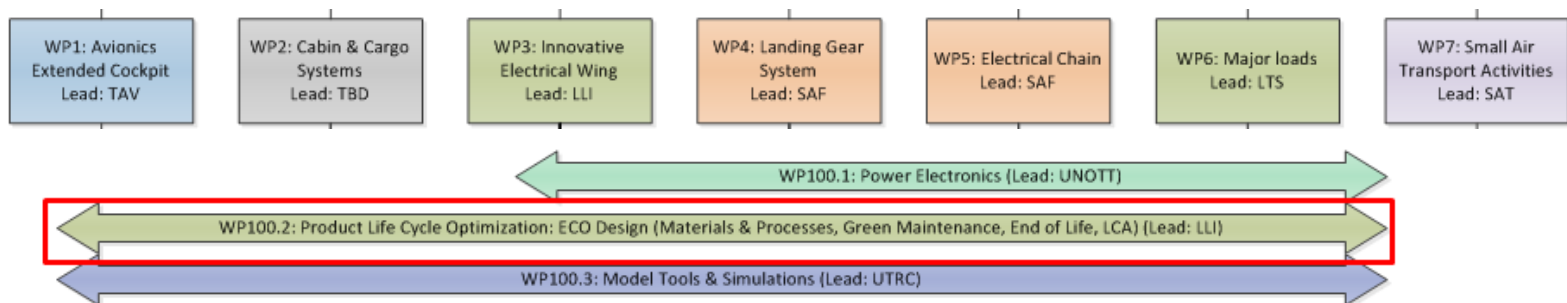 WP1: Avionics
Extended Cockpit
Lead: TAV
WP2: Cabin & Cargo
Systems
Lead: TBD
WP3: Innovative
Electrical Wing
Lead: LLI
WP4: Landing Gear
System
Lead: SAF
WP5: Electrical Chain
Lead: SAF
WP6: Major loads
Lead: LTS
WP7: Small Air
Transport Activities
Lead: SAT
WP100.1: Power Electronics (Lead: UNOTT)
WP100.2: Product Life Cycle Optimization: ECO Design (Materials & Processes, Green Maintenance, End of Life, LCA) (Lead: LLI)
WP100.3: Model Tools & Simulations (Lead: UTRC)